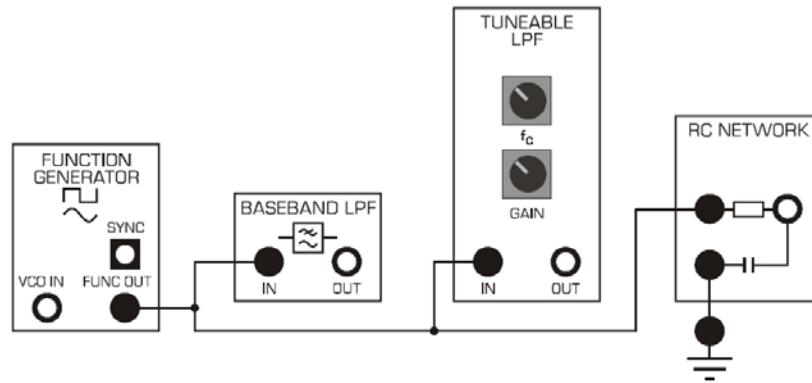 FUNCTION
GENERATOR
SYNC
VCO IN
FUNC OUT
BASEBAND LPF
IN
OUT
TUNEABLE
LPF
fc
GAIN
IN
OUT
RC NETWORK